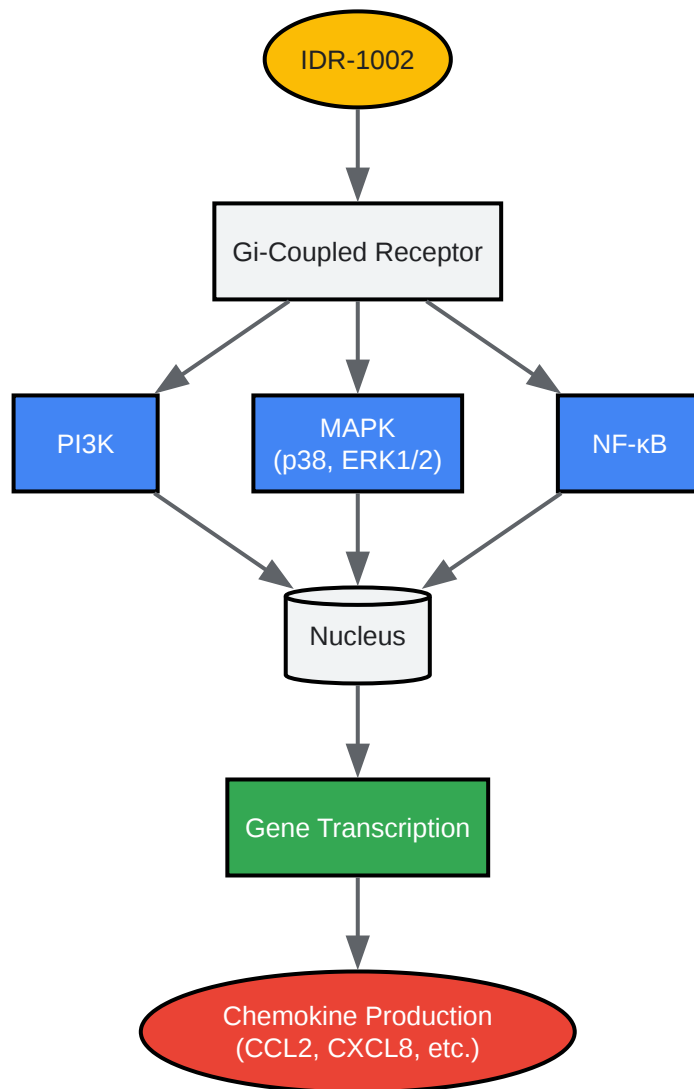 IDR-1002
Gi-Coupled Receptor
PI3K
MAPK
(p38, ERK1/2)
NF-κB
Nucleus
Gene Transcription
Chemokine Production
(CCL2, CXCL8, etc.)